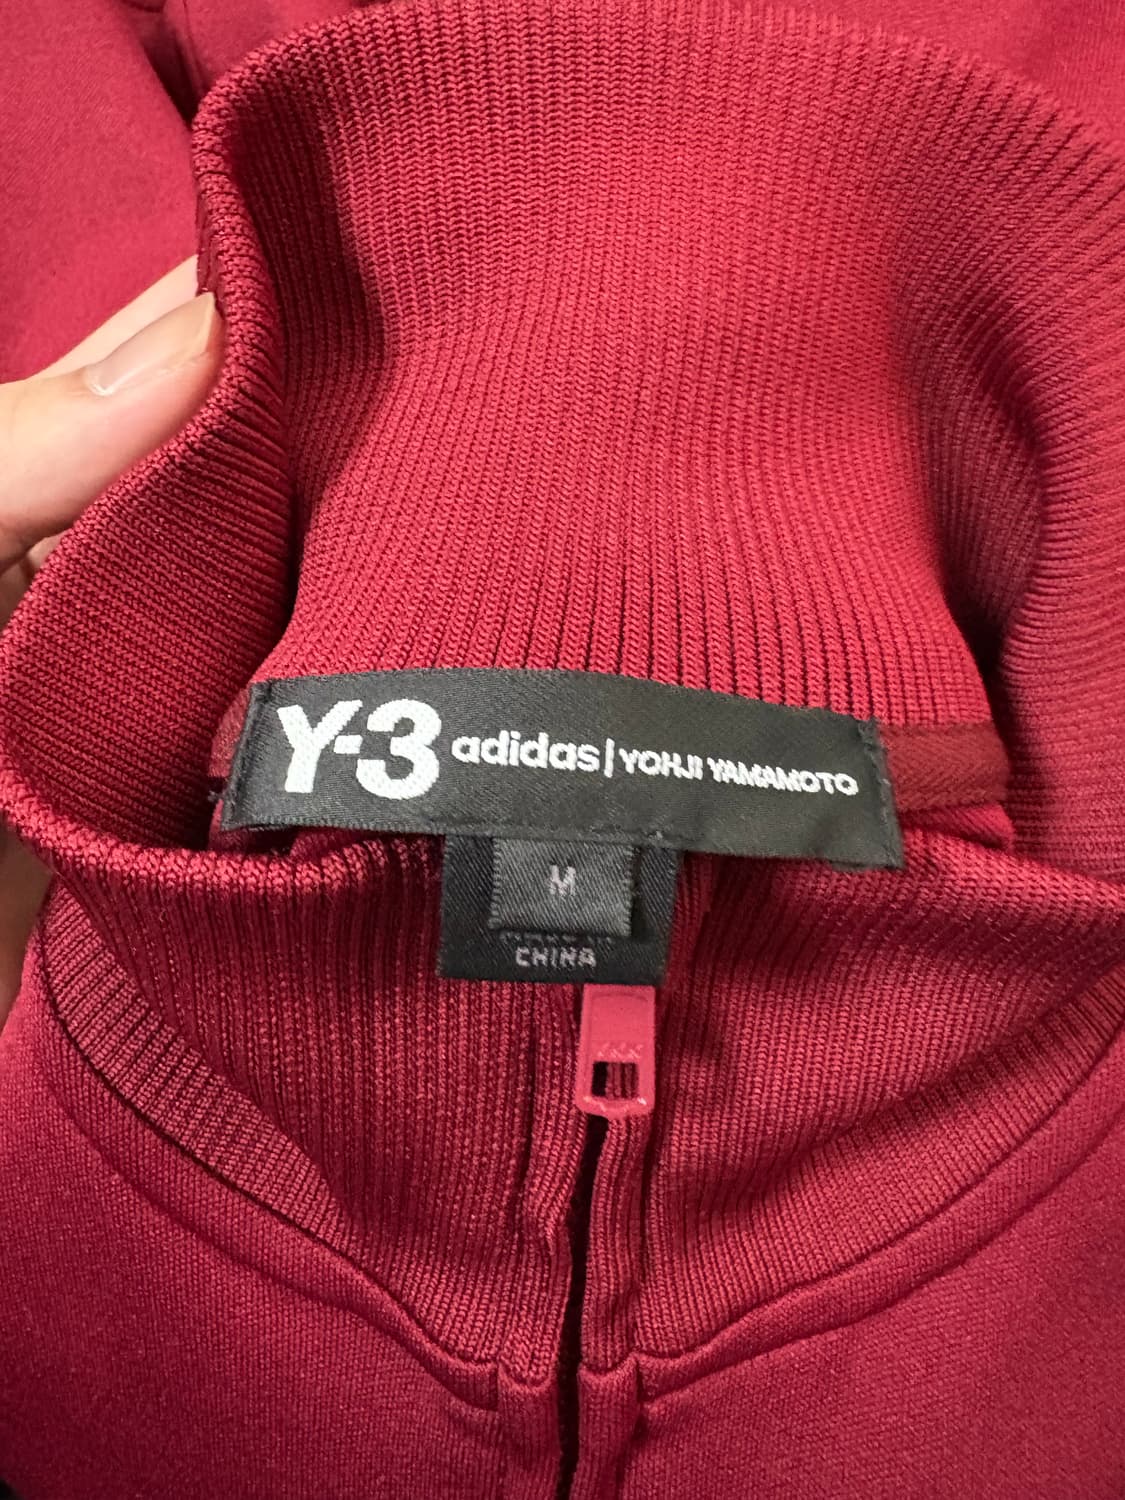 Y-3 adidas | YOHJI YAMAMOTO
M
CHINA